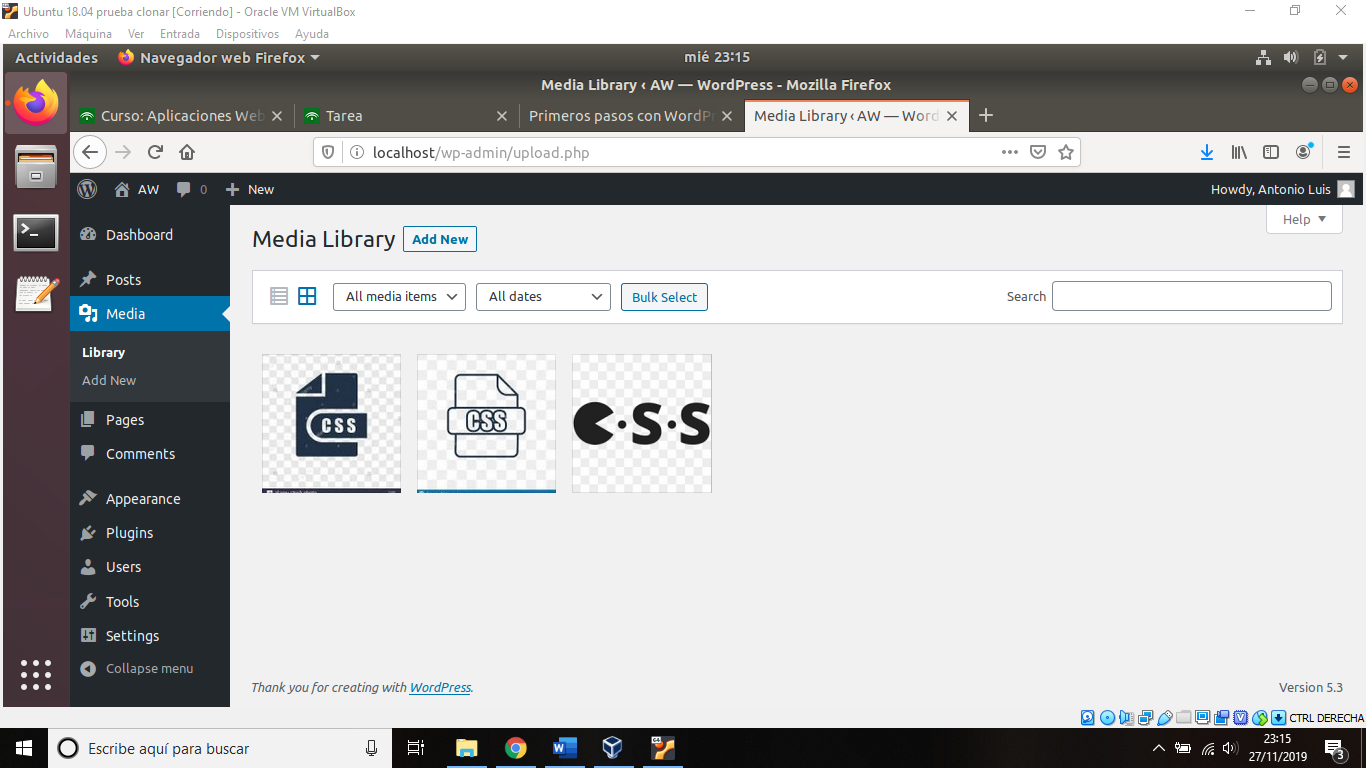 Ubuntu 18.04 prueba clonar [Corriendo] - Oracle VM VirtualBox
Archivo Máquina Ver Entrada Dispositivos Ayuda
Actividades Navegador web Firefox mié 23:15
Media Library ‹ AW — WordPress - Mozilla Firefox
Curso: Aplicaciones Web Tarea Primeros pasos con WordPr Media Library ‹ AW — Word
localhost/wp-admin/upload.php
AW 0 New Howdy, Antonio Luis
Help
Dashboard
Posts
Media
Library
Add New
Pages
Comments
Appearance
Plugins
Users
Tools
Settings
Collapse menu
Media Library Add New
All media items All dates Bulk Select Search
CSS CSS C·S·S
Thank you for creating with WordPress. Version 5.3
CTRL DERECHA
Escribe aquí para buscar
23:15
27/11/2019
3